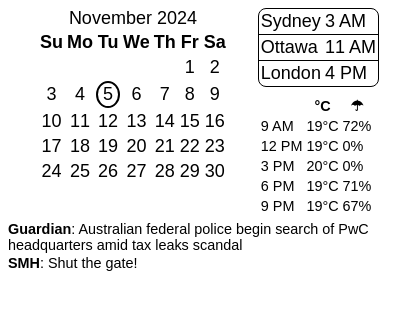 November 2024
Su Mo Tu We Th Fr Sa
1 2
3 4 5 6 7 8 9
10 11 12 13 14 15 16
17 18 19 20 21 22 23
24 25 26 27 28 29 30
Sydney 3 AM
Ottawa 11 AM
London 4 PM
°C ☂
9 AM 19°C 72%
12 PM 19°C 0%
3 PM 20°C 0%
6 PM 19°C 71%
9 PM 19°C 67%
Guardian: Australian federal police begin search of PwC
headquarters amid tax leaks scandal
SMH: Shut the gate!